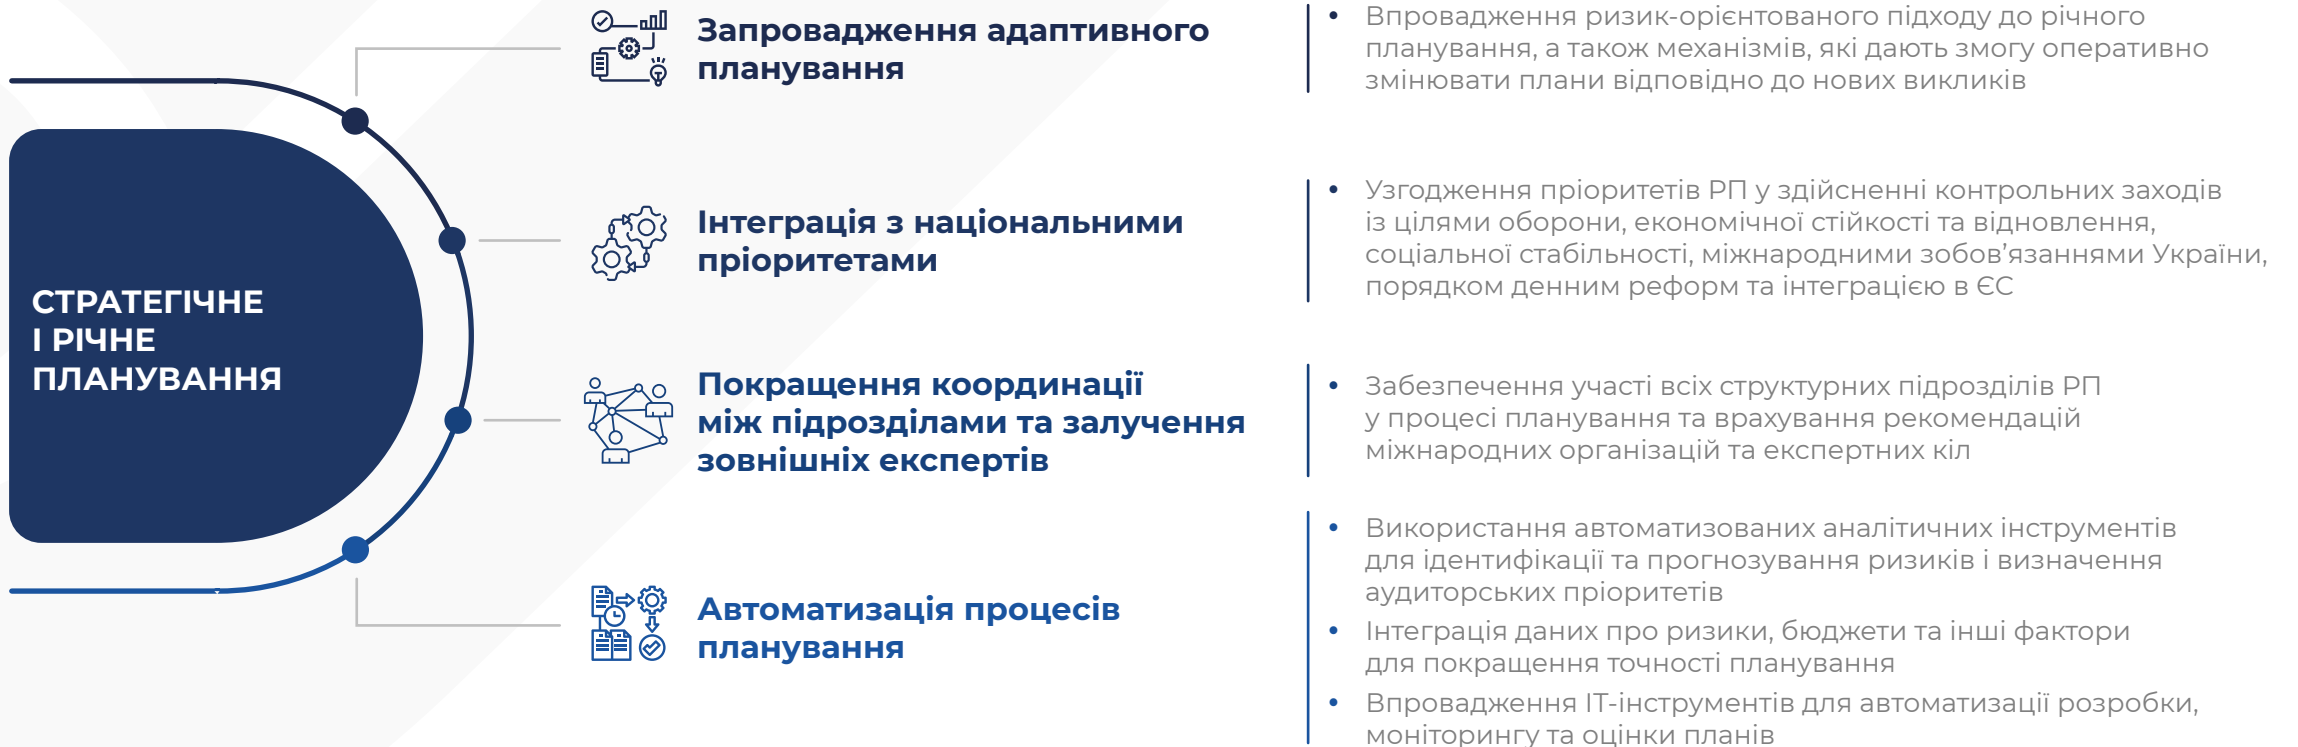 СТРАТЕГІЧНЕ
І РІЧНЕ
ПЛАНУВАННЯ
Запровадження адаптивного
планування
• Впровадження ризик-орієнтованого підходу до річного
планування, а також механізмів, які дають змогу оперативно
змінювати плани відповідно до нових викликів
Інтеграція з національними
пріоритетами
• Узгодження пріоритетів РП у здійсненні контрольних заходів
із цілями оборони, економічної стійкості та відновлення,
соціальної стабільності, міжнародними зобов’язаннями України,
порядком денним реформ та інтеграцією в ЄС
Покращення координації
між підрозділами та залучення
зовнішніх експертів
• Забезпечення участі всіх структурних підрозділів РП
у процесі планування та врахування рекомендацій
міжнародних організацій та експертних кіл
Автоматизація процесів
планування
• Використання автоматизованих аналітичних інструментів
для ідентифікації та прогнозування ризиків і визначення
аудиторських пріоритетів
• Інтеграція даних про ризики, бюджети та інші фактори
для покращення точності планування
• Впровадження ІТ-інструментів для автоматизації розробки,
моніторингу та оцінки планів